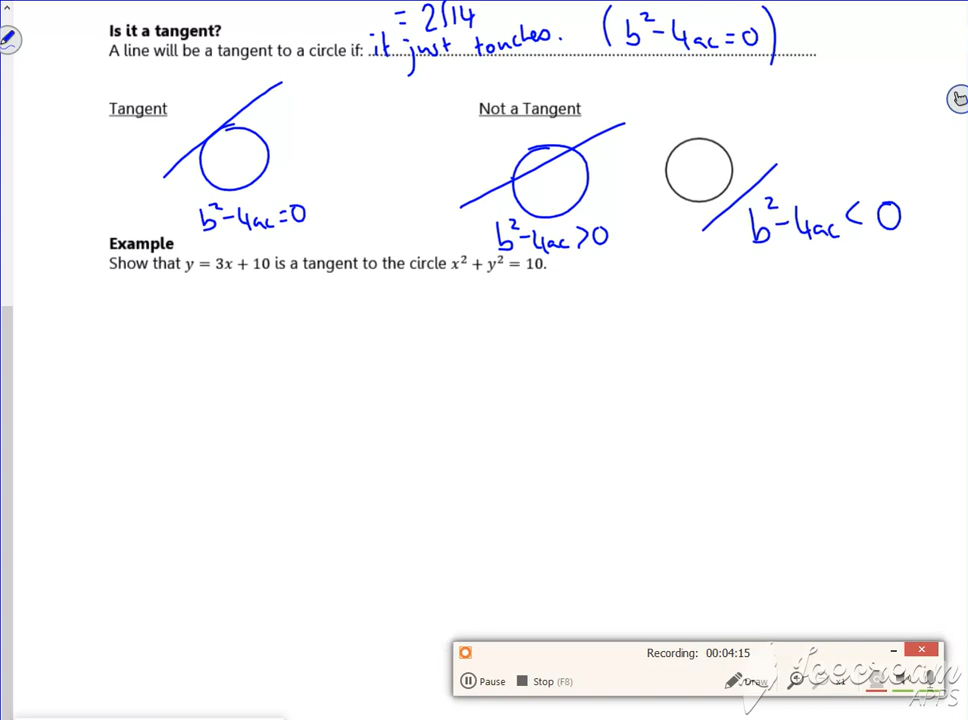 = 2√14
Is it a tangent?
A line will be a tangent to a circle if: it just touches. (b² - 4ac = 0)
Tangent
Not a Tangent
b² - 4ac = 0
b² - 4ac > 0
b² - 4ac < 0
Example
Show that y = 3x + 10 is a tangent to the circle x² + y² = 10.
Recording: 00:04:15
Pause Stop (F8) Draw
Icecream
APPS